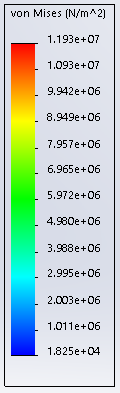 von Mises (N/m^2)
1.193e+07
1.093e+07
9.942e+06
8.949e+06
7.957e+06
6.965e+06
5.972e+06
4.980e+06
3.988e+06
2.995e+06
2.003e+06
1.011e+06
1.825e+04